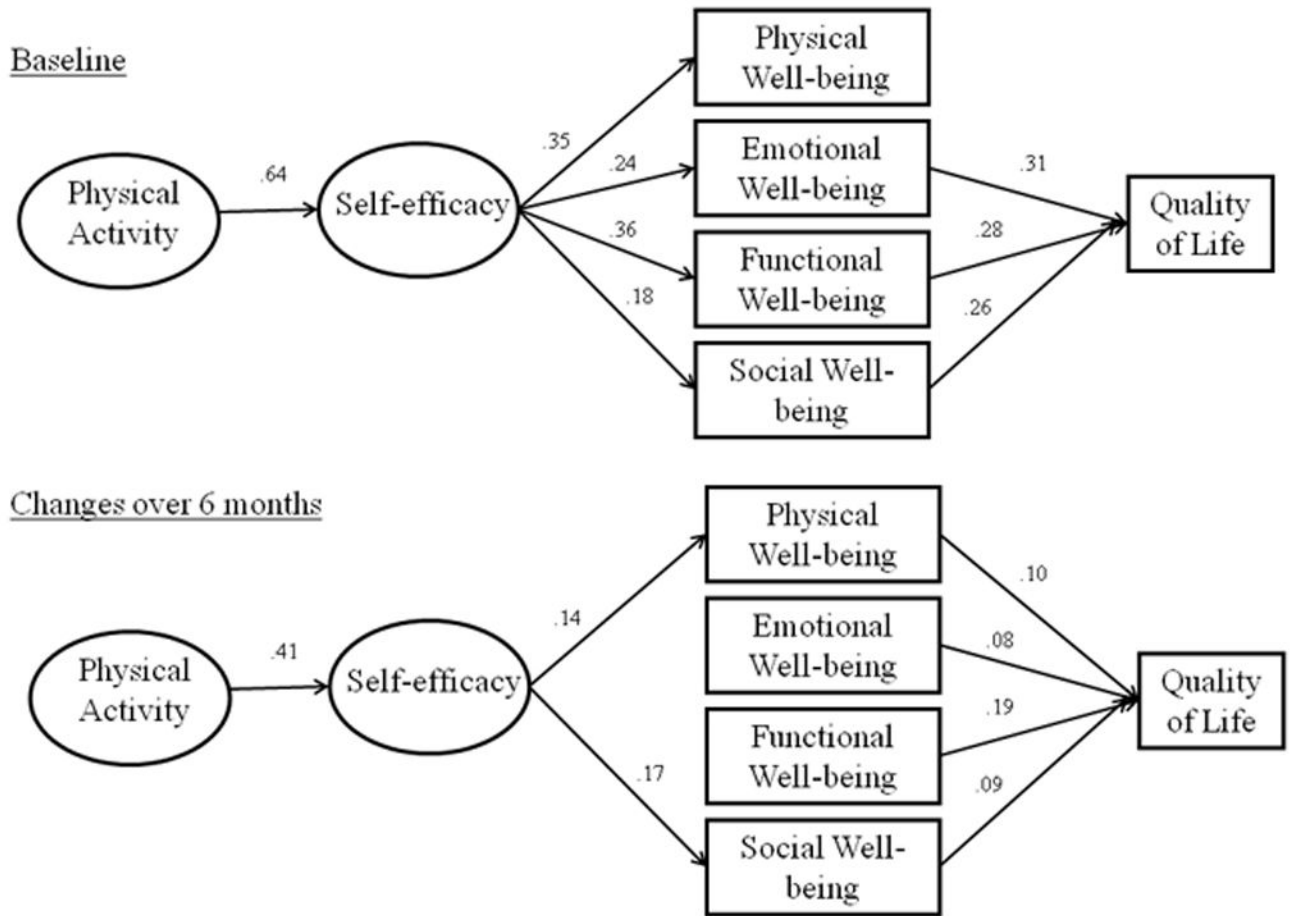 Baseline
Physical
Well-being
Emotional
Well-being
Functional
Well-being
Social Well-
being
Physical
Activity
Self-efficacy
Quality
of Life
.64
.35
.24
.36
.18
.31
.28
.26
Changes over 6 months
Physical
Well-being
Emotional
Well-being
Functional
Well-being
Social Well-
being
Physical
Activity
Self-efficacy
Quality
of Life
.41
.14
.17
.10
.08
.19
.09